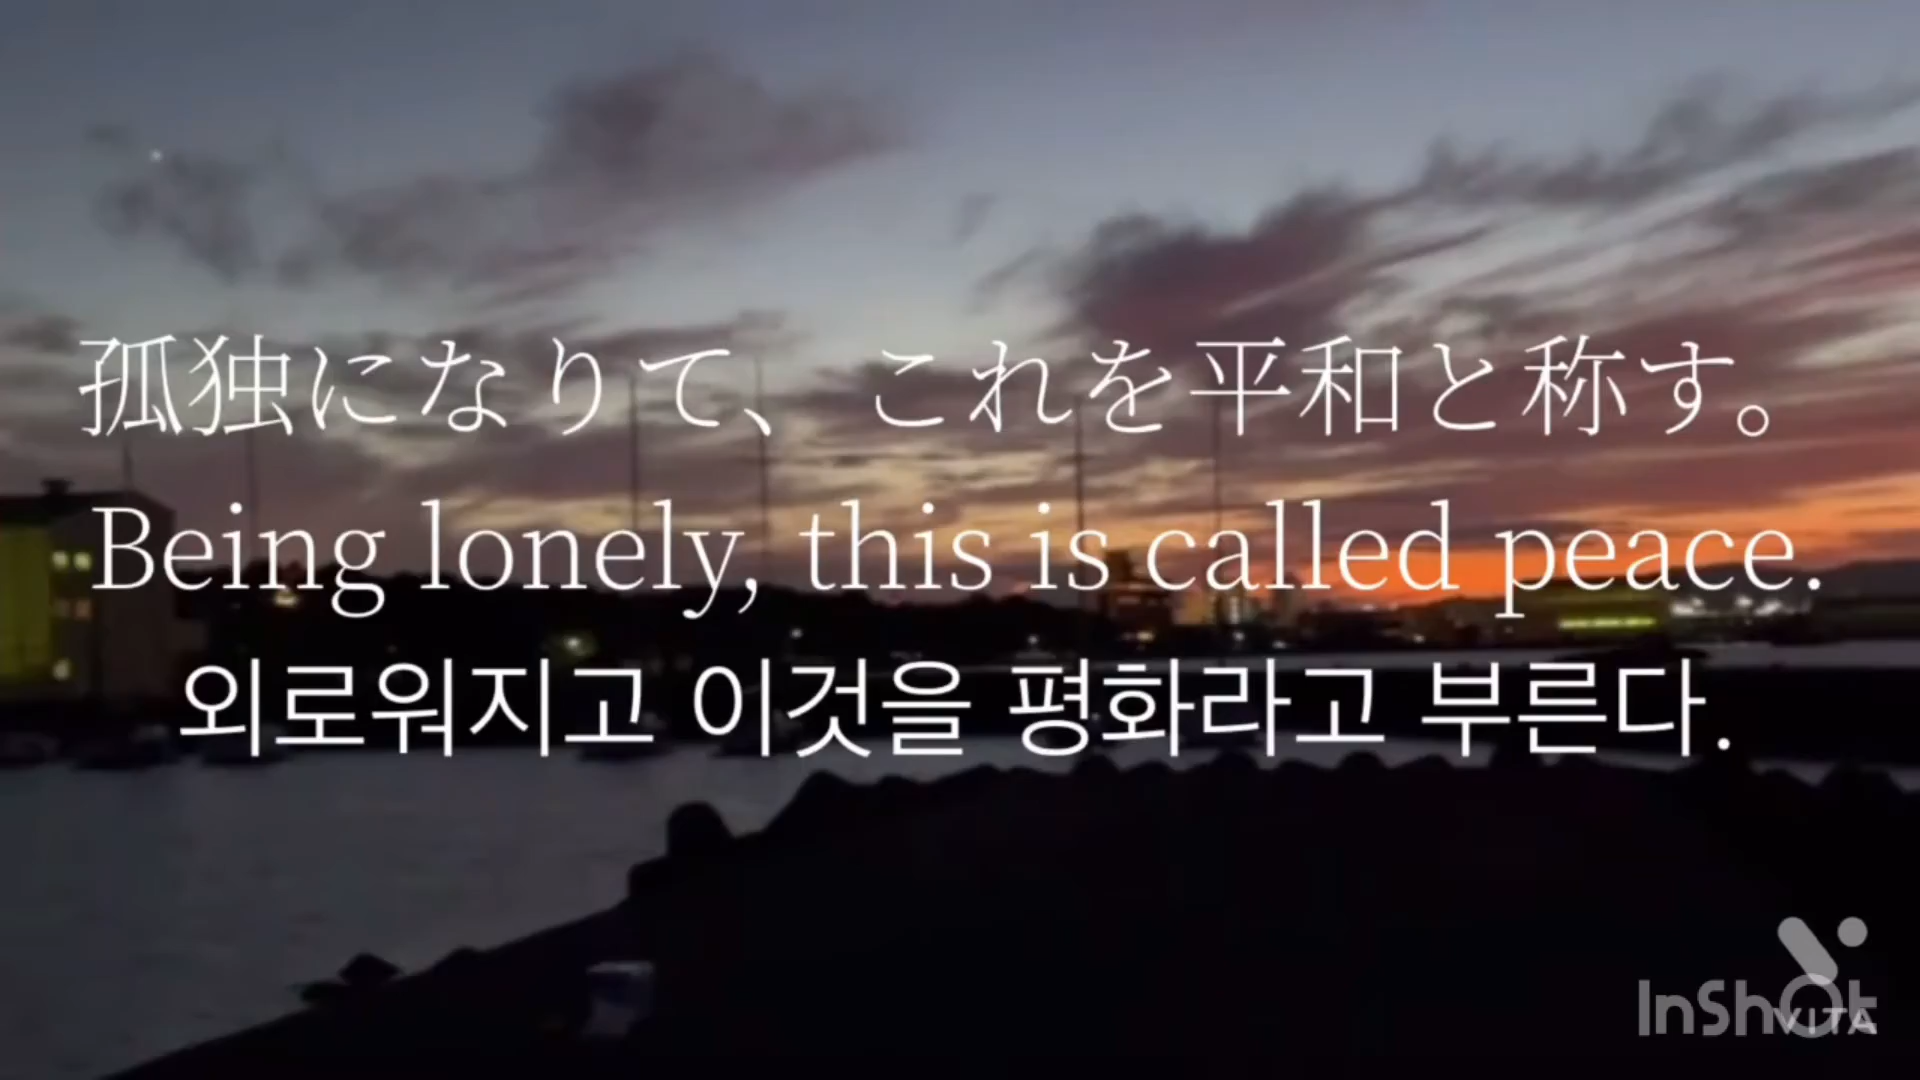 孤独になりて、これを平和と称す。
Being lonely, this is called peace.
외로워지고 이것을 평화라고 부른다.
InShOt
VITA